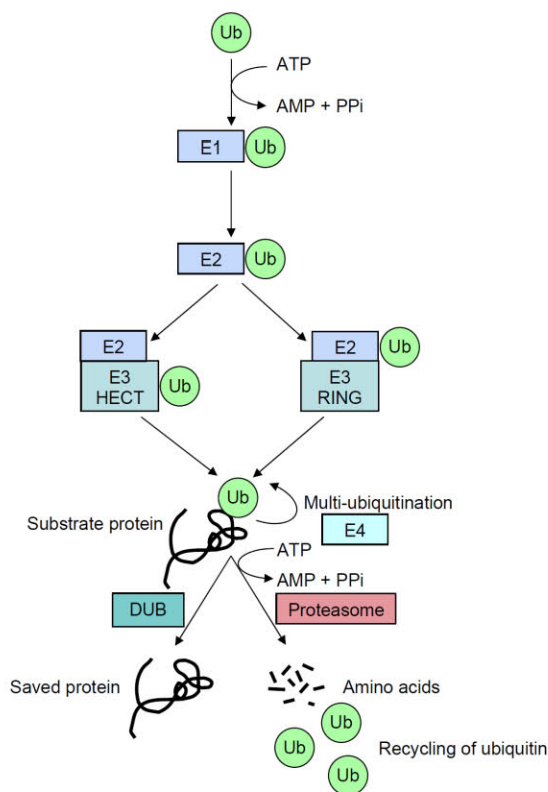 Ub
ATP
AMP + PPi
E1
Ub
E2
Ub
E2
E2
Ub
E3
HECT
Ub
E3
RING
Ub
Multi-ubiquitination
Substrate protein
E4
ATP
AMP + PPi
DUB
Proteasome
Saved protein
Amino acids
Ub
Ub
Recycling of ubiquitin
Ub